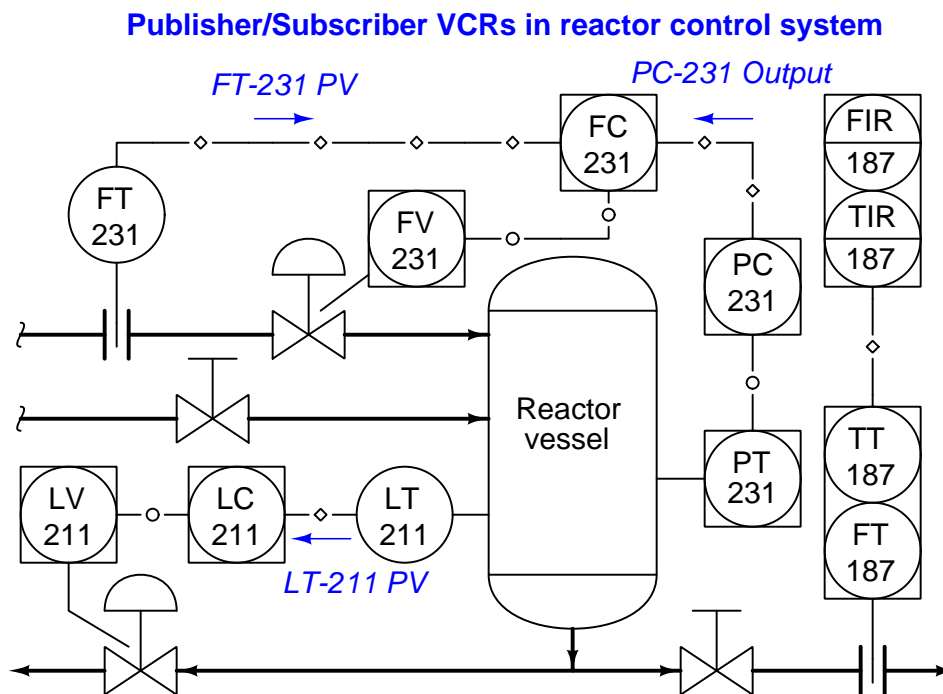 Publisher/Subscriber VCRs in reactor control system
FT-231 PV
PC-231 Output
FC
231
FIR
187
TIR
187
FT
231
FV
231
PC
231
Reactor
vessel
TT
187
FT
187
PT
231
LV
211
LC
211
LT
211
LT-211 PV